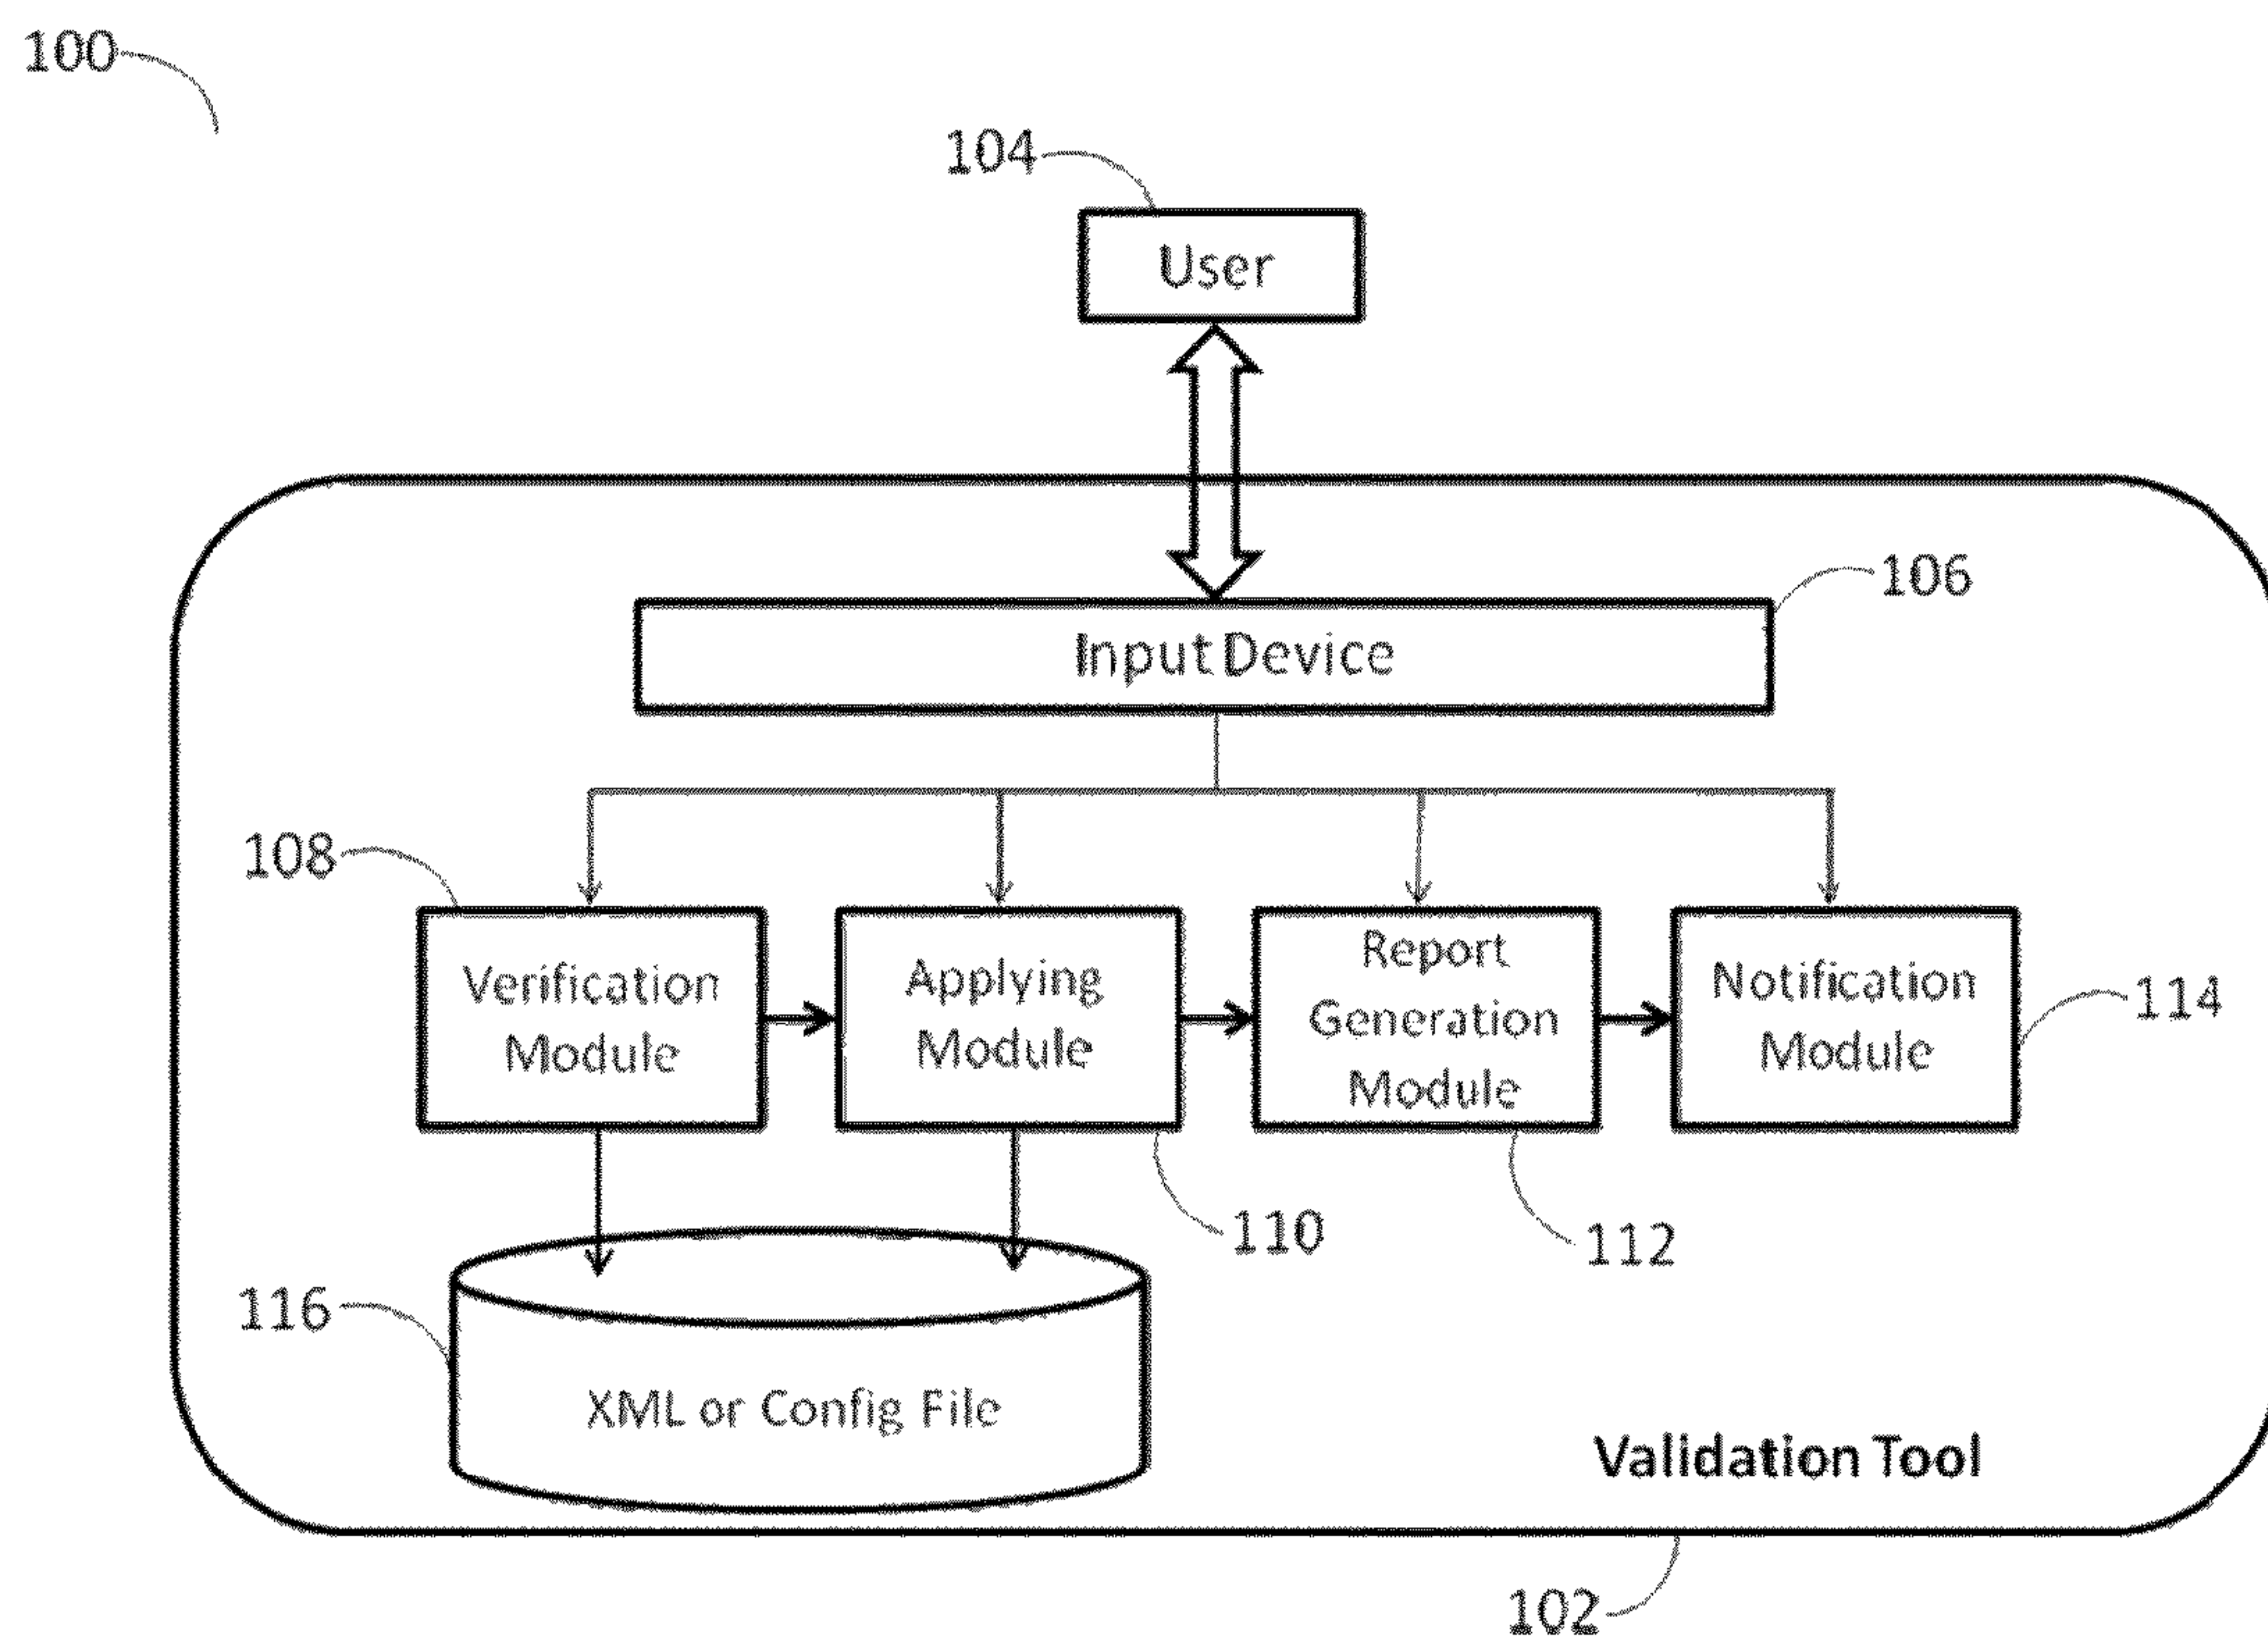 100
104
User
106
Input Device
108
Verification
Module
Applying
Module
Report
Generation
Module
Notification
Module
114
110
112
116
XML or Config File
Validation Tool
102